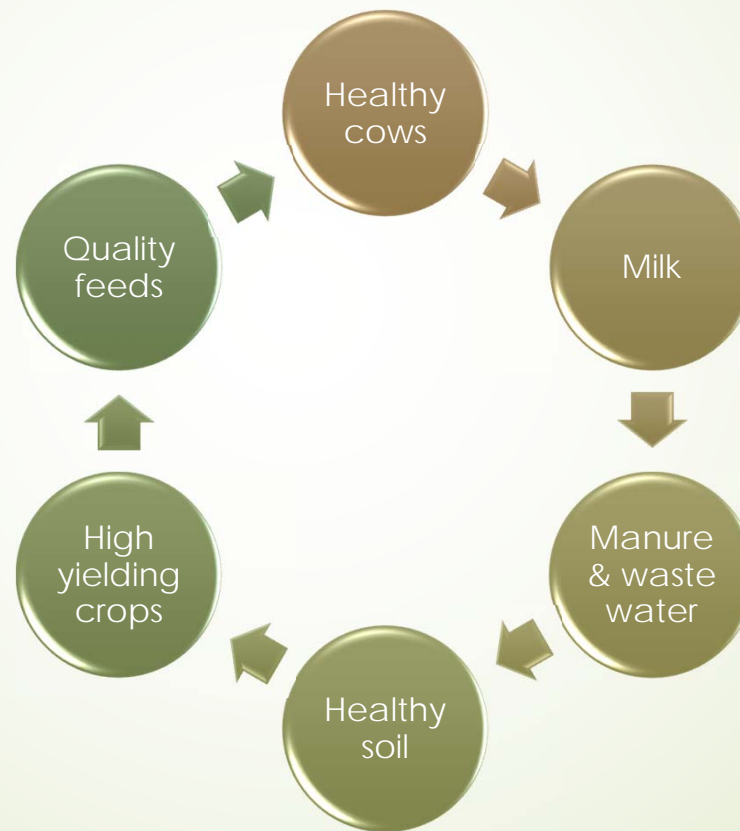 Healthy
cows
Milk
Manure
& waste
water
Healthy
soil
High
yielding
crops
Quality
feeds